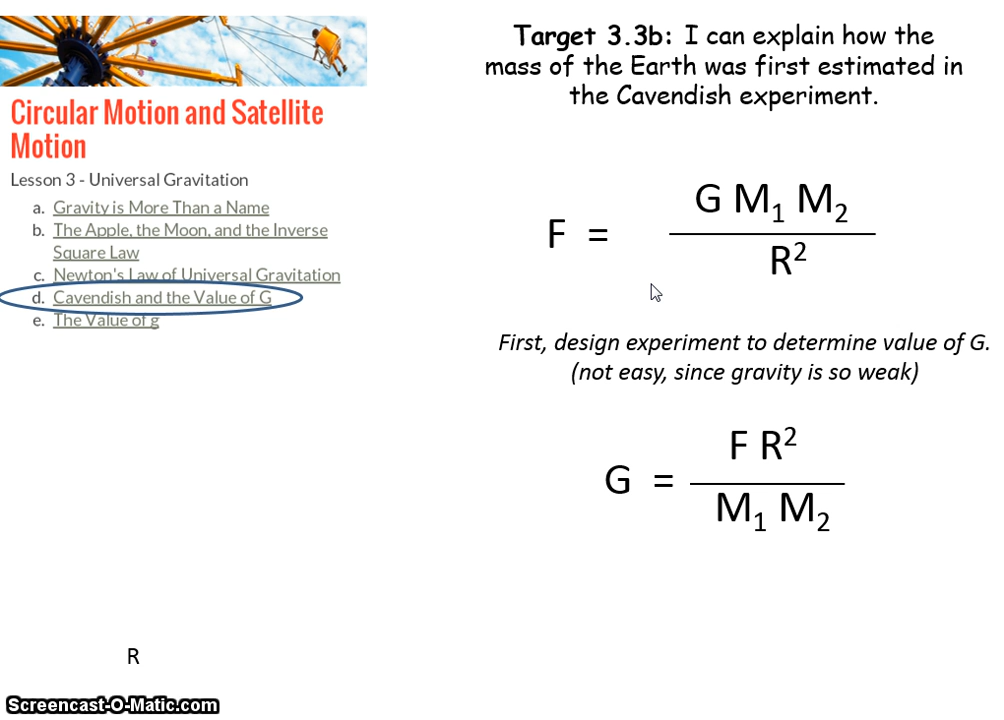 Circular Motion and Satellite
Motion
Lesson 3 - Universal Gravitation
a. Gravity is More Than a Name
b. The Apple, the Moon, and the Inverse
Square Law
c. Newton's Law of Universal Gravitation
d. Cavendish and the Value of G
e. The Value of g
R
Screencast-O-Matic.com
Target 3.3b: I can explain how the
mass of the Earth was first estimated in
the Cavendish experiment.
G M₁ M₂
F =
R²
First, design experiment to determine value of G.
(not easy, since gravity is so weak)
F R²
G =
M₁ M₂